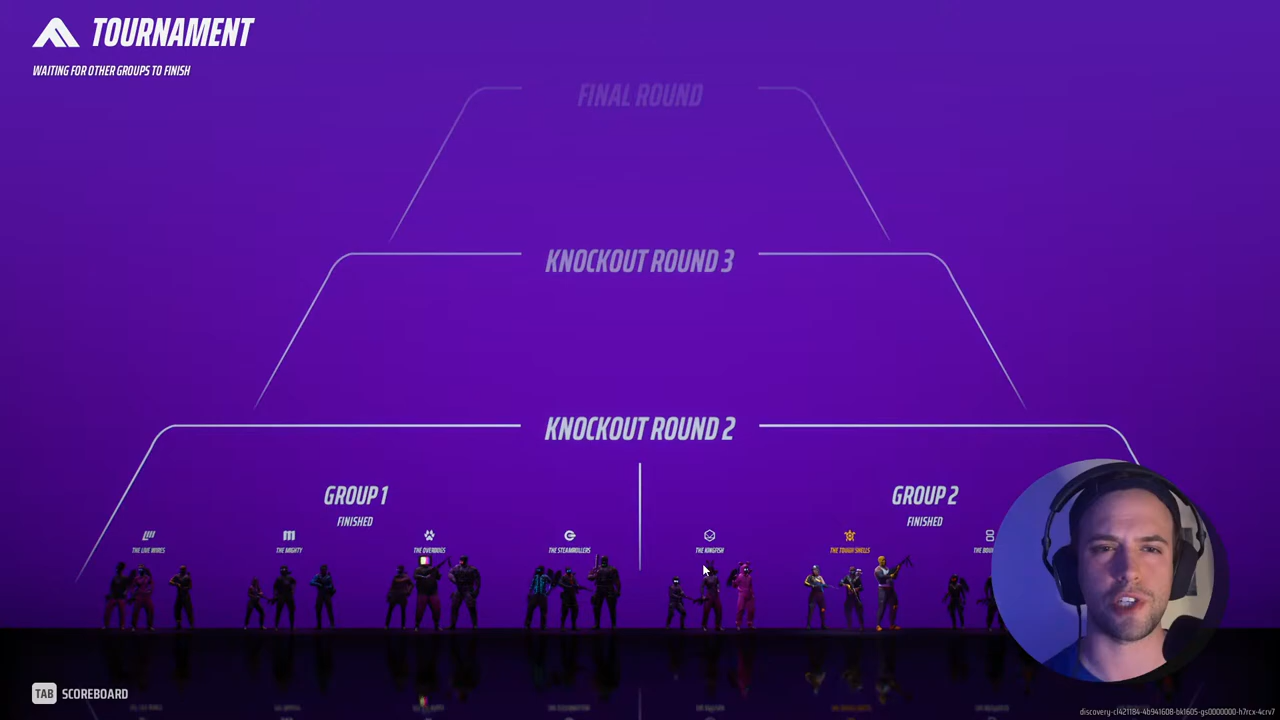 TOURNAMENT
WAITING FOR OTHER GROUPS TO FINISH
FINAL ROUND
KNOCKOUT ROUND 3
KNOCKOUT ROUND 2
GROUP 1
FINISHED
GROUP 2
FINISHED
THE LIVE WIRES
THE MIGHTY
THE OVERDOGS
THE STEAMROLLERS
THE KINGFISH
THE TOUGH SHELLS
THE
TAB SCOREBOARD